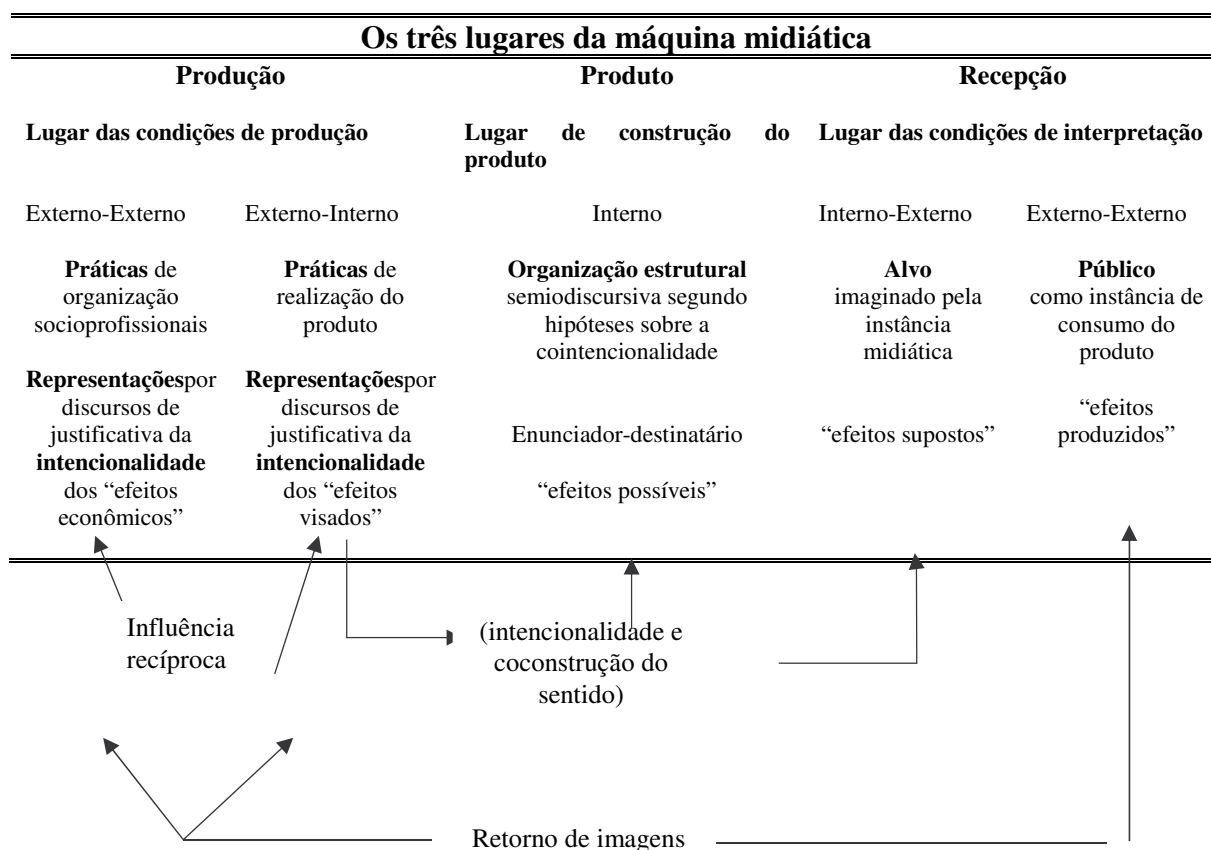 Os três lugares da máquina midiática
Produção
Produto
Recepção
Lugar das condições de produção
Lugar de construção do
produto
Lugar das condições de interpretação
Externo-Externo
Externo-Interno
Interno
Interno-Externo
Externo-Externo
Práticas de
organização
socioprofissionais
Representaçõespor
discursos de
justificativa da
intencionalidade
dos “efeitos
econômicos”
Práticas de
realização do
produto
Representaçõespor
discursos de
justificativa da
intencionalidade
dos “efeitos
visados”
Organização estrutural
semiodiscursiva segundo
hipóteses sobre a
cointencionalidade
Enunciador-destinatário
“efeitos possíveis”
Alvo
imaginado pela
instância
midiática
“efeitos supostos”
Público
como instância de
consumo do
produto
“efeitos
produzidos”
Influência
recíproca
(intencionalidade e
coconstrução do
sentido)
Retorno de imagens